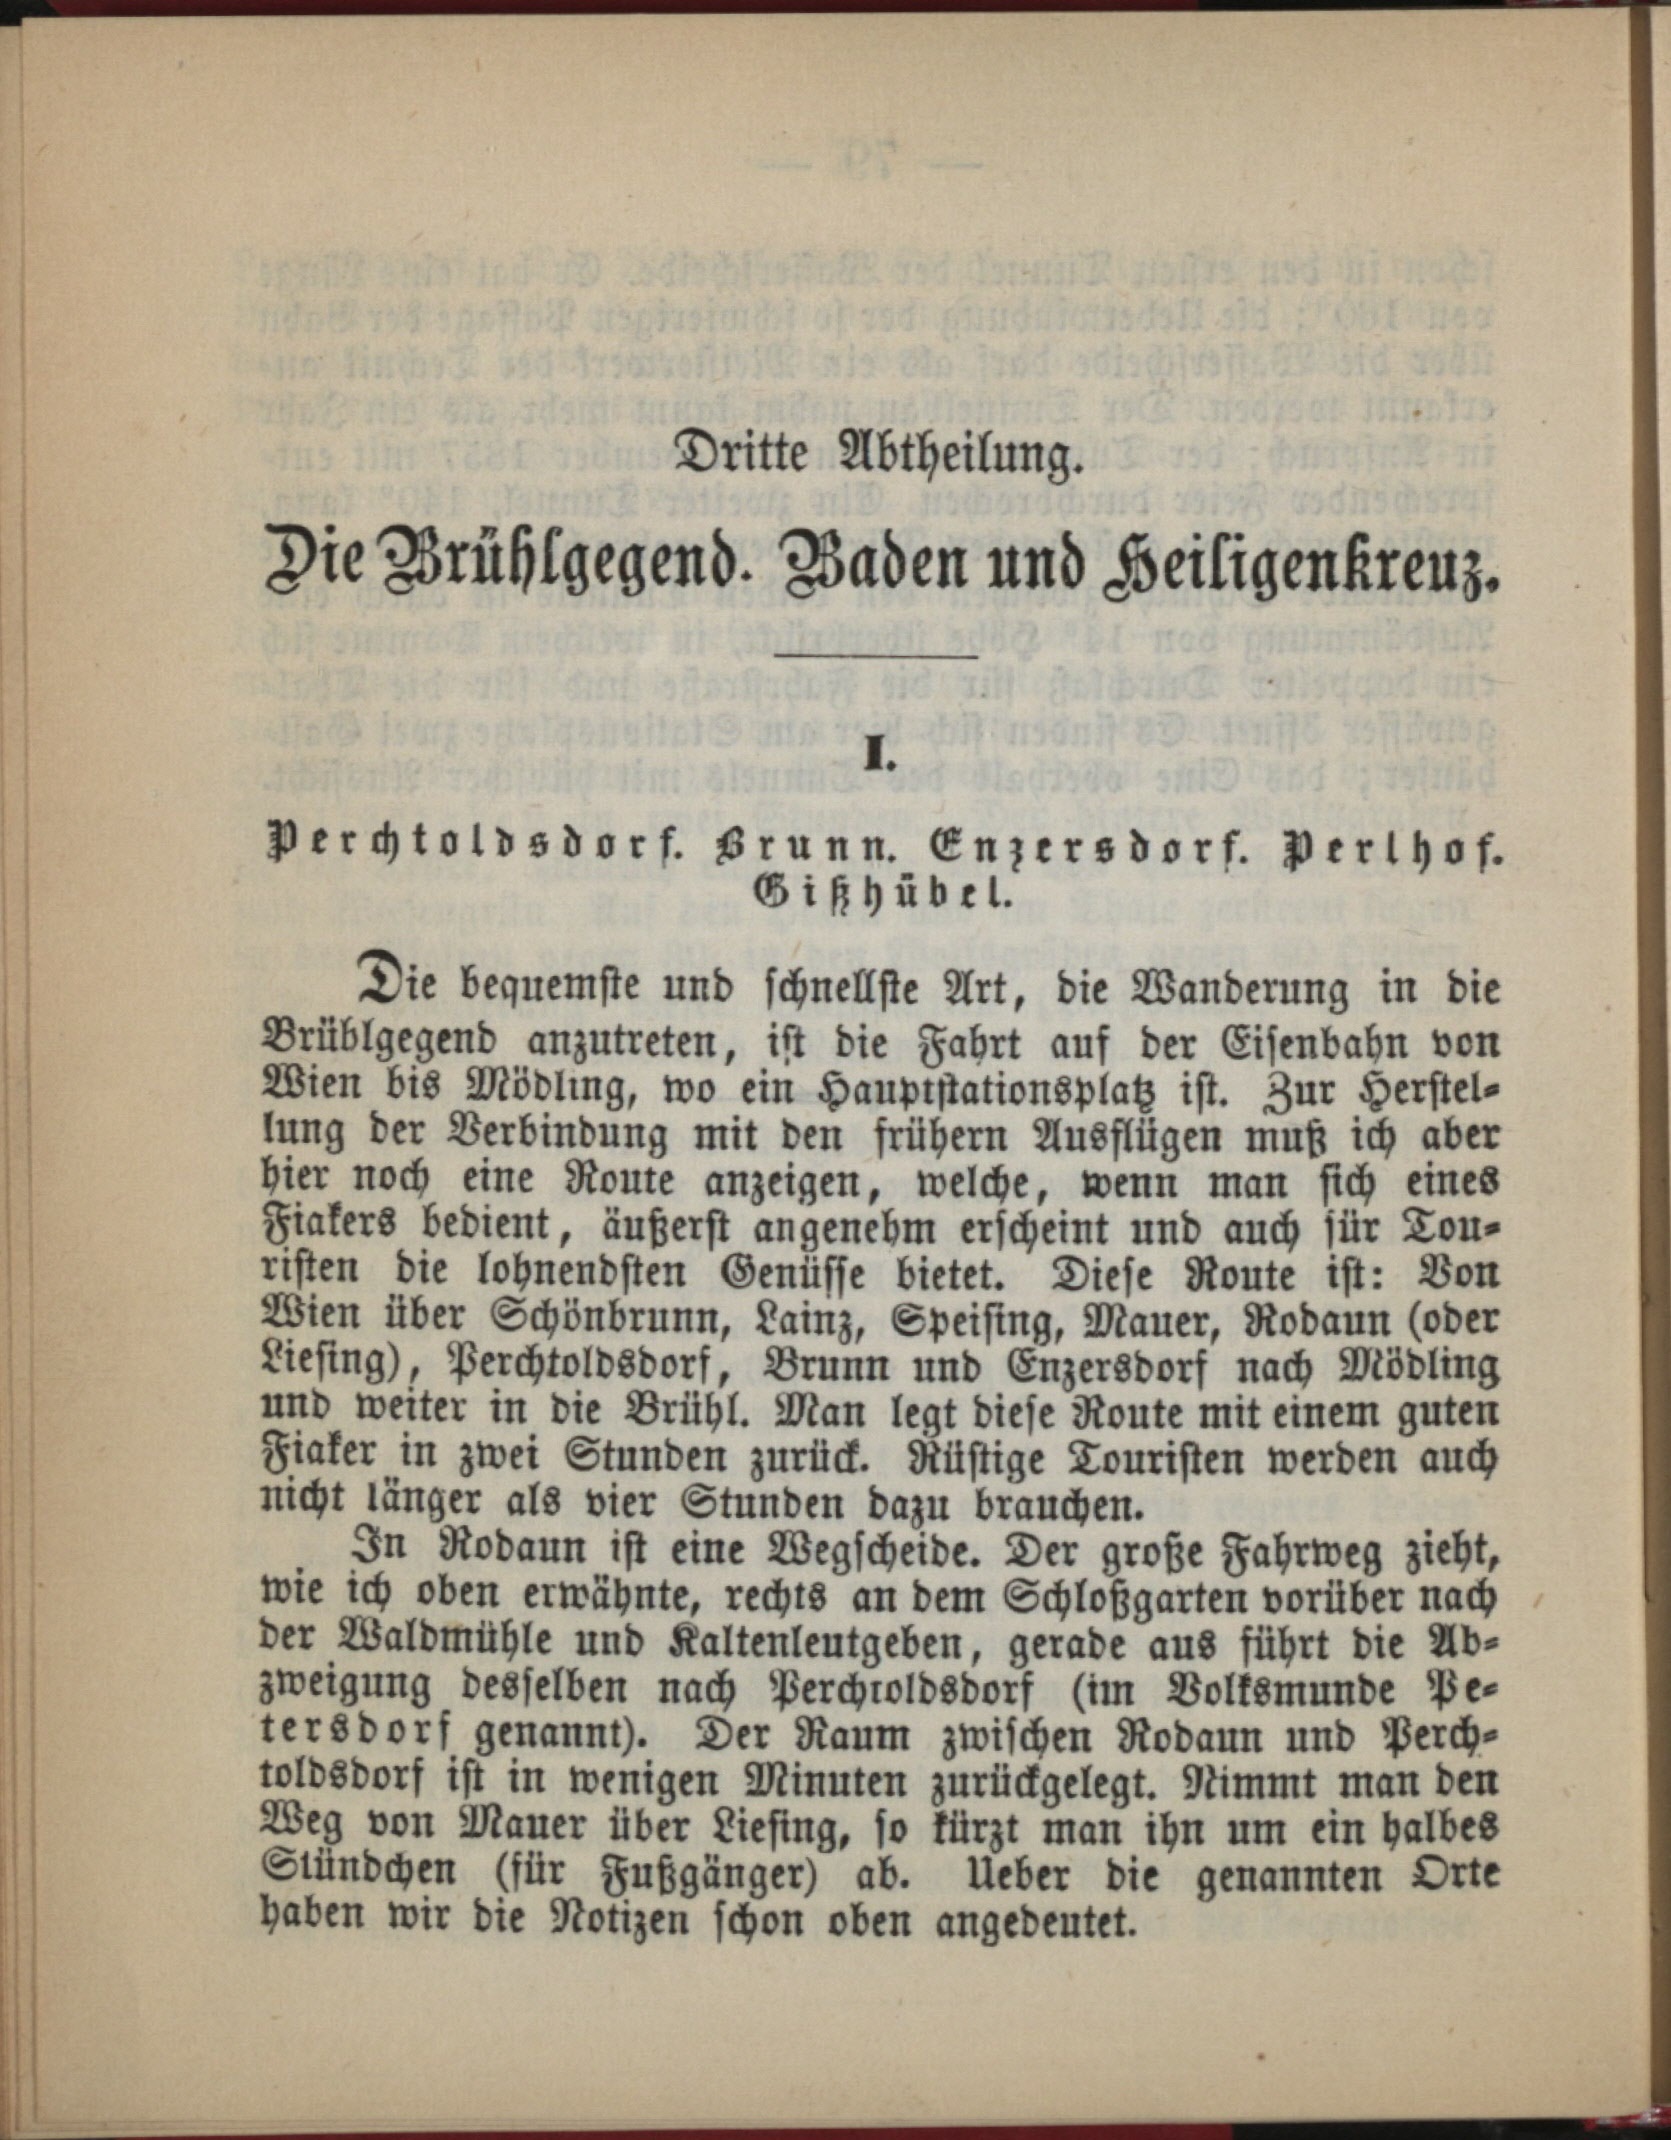 Dritte Abtheilung.
Die Brühlgegend. Baden und Heiligenkreuz.
I.
Perchtoldsdorf. Brunn. Enzersdorf. Perlhof.
Gißhübel.
Die bequemste und schnellste Art, die Wanderung in die
Brühlgegend anzutreten, ist die Fahrt auf der Eisenbahn von
Wien bis Mödling, wo ein Hauptstationsplatz ist. Zur Herstel-
lung der Verbindung mit den frühern Ausflügen muß ich aber
hier noch eine Route anzeigen, welche, wenn man sich eines
Fiakers bedient, äußerst angenehm erscheint und auch für Tou-
risten die lohnendsten Genüsse bietet. Diese Route ist: Von
Wien über Schönbrunn, Lainz, Speising, Mauer, Rodaun (oder
Liesing), Perchtoldsdorf, Brunn und Enzersdorf nach Mödling
und weiter in die Brühl. Man legt diese Route mit einem guten
Fiaker in zwei Stunden zurück. Rüstige Touristen werden auch
nicht länger als vier Stunden dazu brauchen.
In Rodaun ist eine Wegscheide. Der große Fahrweg zieht,
wie ich oben erwähnte, rechts an dem Schloßgarten vorüber nach
der Waldmühle und Kaltenleutgeben, gerade aus führt die Ab-
zweigung desselben nach Perchtoldsdorf (im Volksmunde Pe-
tersdorf genannt). Der Raum zwischen Rodaun und Perch-
toldsdorf ist in wenigen Minuten zurückgelegt. Nimmt man den
Weg von Mauer über Liesing, so kürzt man ihn um ein halbes
Stündchen (für Fußgänger) ab. Ueber die genannten Orte
haben wir die Notizen schon oben angedeutet.